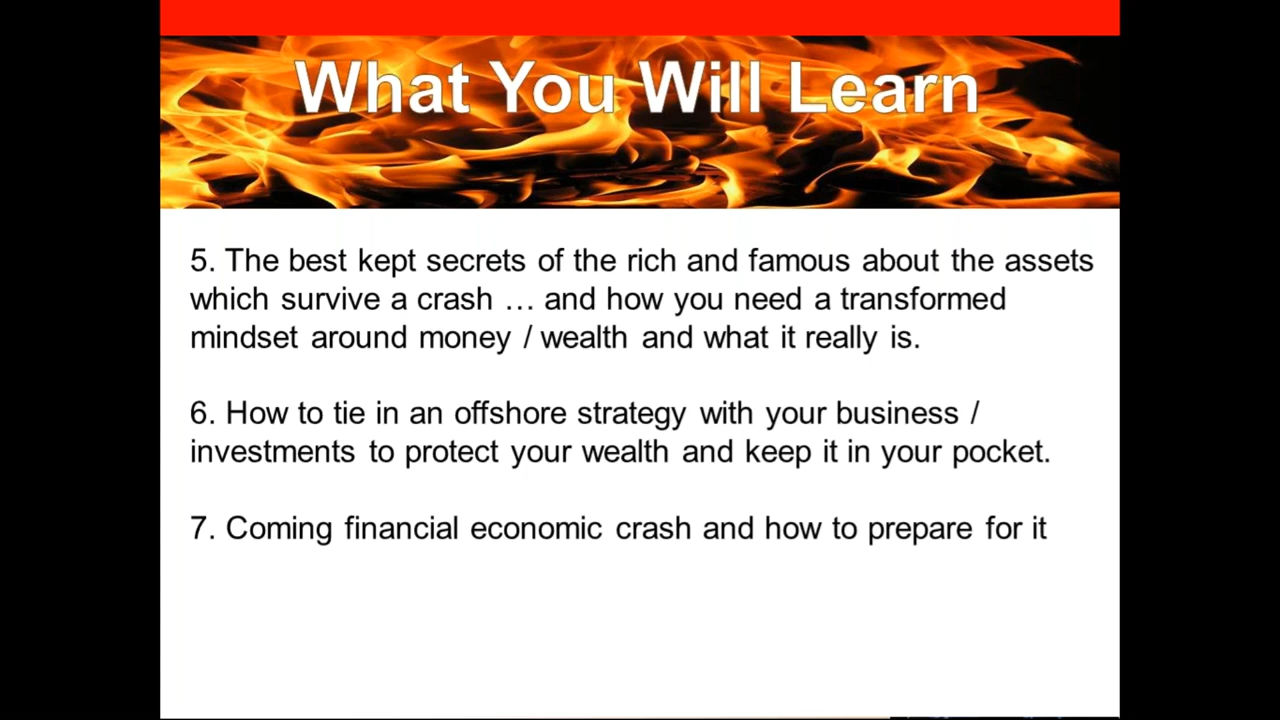 What You Will Learn
5. The best kept secrets of the rich and famous about the assets
which survive a crash … and how you need a transformed
mindset around money / wealth and what it really is.
6. How to tie in an offshore strategy with your business /
investments to protect your wealth and keep it in your pocket.
7. Coming financial economic crash and how to prepare for it